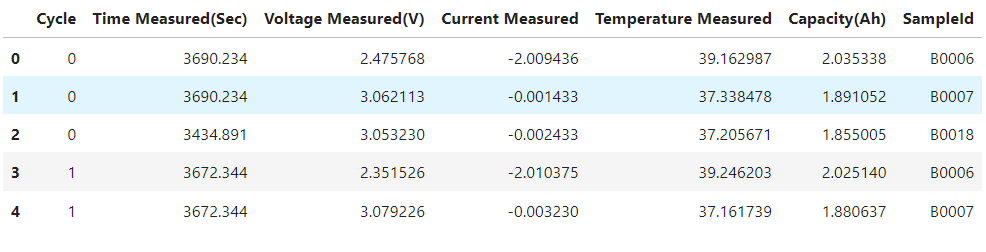 Cycle Time Measured(Sec) Voltage Measured(V) Current Measured Temperature Measured Capacity(Ah) SampleId
0 0 3690.234 2.475768 -2.009436 39.162987 2.035338 B0006
1 0 3690.234 3.062113 -0.001433 37.338478 1.891052 B0007
2 0 3434.891 3.053230 -0.002433 37.205671 1.855005 B0018
3 1 3672.344 2.351526 -2.010375 39.246203 2.025140 B0006
4 1 3672.344 3.079226 -0.003230 37.161739 1.880637 B0007